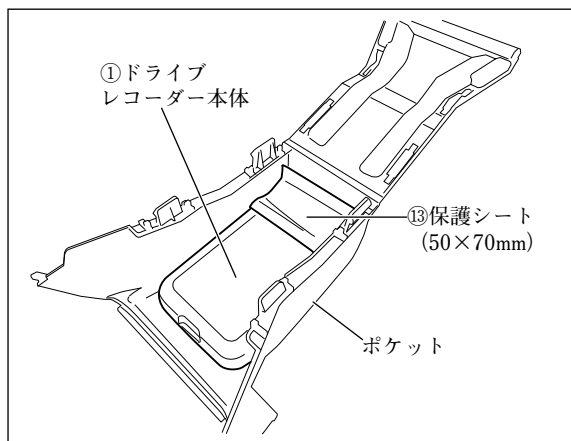 ①ドライブ
レコーダー本体
⑬保護シート
(50×70mm)
ポケット